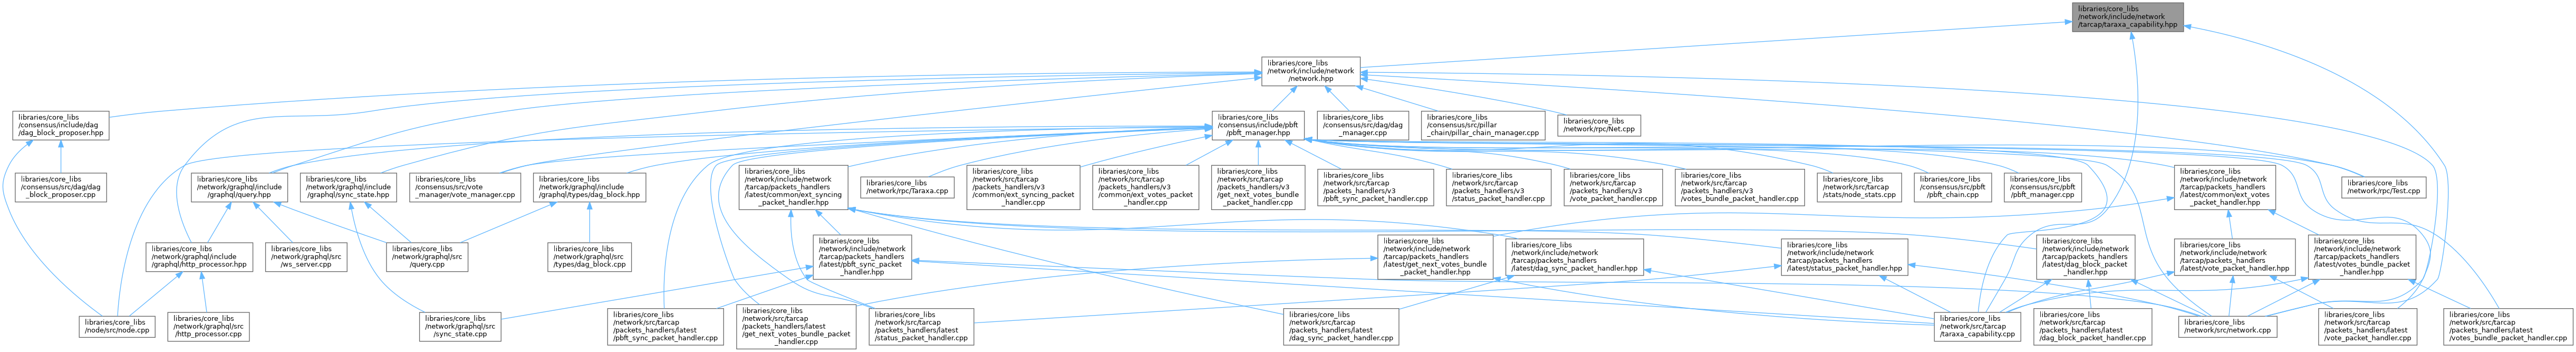 libraries/core_libs
/network/include/network
/tarcap/taraxa_capability.hpp
libraries/core_libs
/network/include/network
/network.hpp
libraries/core_libs
/consensus/include/dag
/dag_block_proposer.hpp
libraries/core_libs
/consensus/include/pbft
/pbft_manager.hpp
libraries/core_libs
/consensus/src/dag/dag
_manager.cpp
libraries/core_libs
/consensus/src/pillar
_chain/pillar_chain_manager.cpp
libraries/core_libs
/network/rpc/Net.cpp
libraries/core_libs
/consensus/src/dag/dag
_block_proposer.cpp
libraries/core_libs
/network/graphql/include
/graphql/query.hpp
libraries/core_libs
/network/graphql/include
/graphql/sync_state.hpp
libraries/core_libs
/consensus/src/vote
_manager/vote_manager.cpp
libraries/core_libs
/network/graphql/include
/graphql/types/dag_block.hpp
libraries/core_libs
/network/include/network
/tarcap/packets_handlers
/latest/common/ext_syncing
_packet_handler.hpp
libraries/core_libs
/network/rpc/Taraxa.cpp
libraries/core_libs
/network/src/tarcap
/packets_handlers/v3
/common/ext_syncing_packet
_handler.cpp
libraries/core_libs
/network/src/tarcap
/packets_handlers/v3
/common/ext_votes_packet
_handler.cpp
libraries/core_libs
/network/src/tarcap
/packets_handlers/v3
/get_next_votes_bundle
_packet_handler.cpp
libraries/core_libs
/network/src/tarcap
/packets_handlers/v3
/pbft_sync_packet_handler.cpp
libraries/core_libs
/network/src/tarcap
/packets_handlers/v3
/status_packet_handler.cpp
libraries/core_libs
/network/src/tarcap
/packets_handlers/v3
/vote_packet_handler.cpp
libraries/core_libs
/network/src/tarcap
/packets_handlers/v3
/votes_bundle_packet_handler.cpp
libraries/core_libs
/network/src/tarcap
/stats/node_stats.cpp
libraries/core_libs
/consensus/src/pbft
/pbft_chain.cpp
libraries/core_libs
/consensus/src/pbft
/pbft_manager.cpp
libraries/core_libs
/network/include/network
/tarcap/packets_handlers
/latest/common/ext_votes
_packet_handler.hpp
libraries/core_libs
/network/rpc/Test.cpp
libraries/core_libs
/network/graphql/include
/graphql/http_processor.hpp
libraries/core_libs
/network/graphql/src
/ws_server.cpp
libraries/core_libs
/network/graphql/src
/query.cpp
libraries/core_libs
/network/graphql/src
/types/dag_block.cpp
libraries/core_libs
/network/include/network
/tarcap/packets_handlers
/latest/pbft_sync_packet
_handler.hpp
libraries/core_libs
/network/include/network
/tarcap/packets_handlers
/latest/get_next_votes_bundle
_packet_handler.hpp
libraries/core_libs
/network/include/network
/tarcap/packets_handlers
/latest/dag_sync_packet_handler.hpp
libraries/core_libs
/network/include/network
/tarcap/packets_handlers
/latest/status_packet_handler.hpp
libraries/core_libs
/network/include/network
/tarcap/packets_handlers
/latest/dag_block_packet
_handler.hpp
libraries/core_libs
/network/include/network
/tarcap/packets_handlers
/latest/vote_packet_handler.hpp
libraries/core_libs
/network/include/network
/tarcap/packets_handlers
/latest/votes_bundle_packet
_handler.hpp
libraries/core_libs
/node/src/node.cpp
libraries/core_libs
/network/graphql/src
/http_processor.cpp
libraries/core_libs
/network/graphql/src
/sync_state.cpp
libraries/core_libs
/network/src/tarcap
/packets_handlers/latest
/pbft_sync_packet_handler.cpp
libraries/core_libs
/network/src/tarcap
/packets_handlers/latest
/get_next_votes_bundle_packet
_handler.cpp
libraries/core_libs
/network/src/tarcap
/packets_handlers/latest
/status_packet_handler.cpp
libraries/core_libs
/network/src/tarcap
/packets_handlers/latest
/dag_sync_packet_handler.cpp
libraries/core_libs
/network/src/tarcap
/taraxa_capability.cpp
libraries/core_libs
/network/src/tarcap
/packets_handlers/latest
/dag_block_packet_handler.cpp
libraries/core_libs
/network/src/network.cpp
libraries/core_libs
/network/src/tarcap
/packets_handlers/latest
/vote_packet_handler.cpp
libraries/core_libs
/network/src/tarcap
/packets_handlers/latest
/votes_bundle_packet_handler.cpp